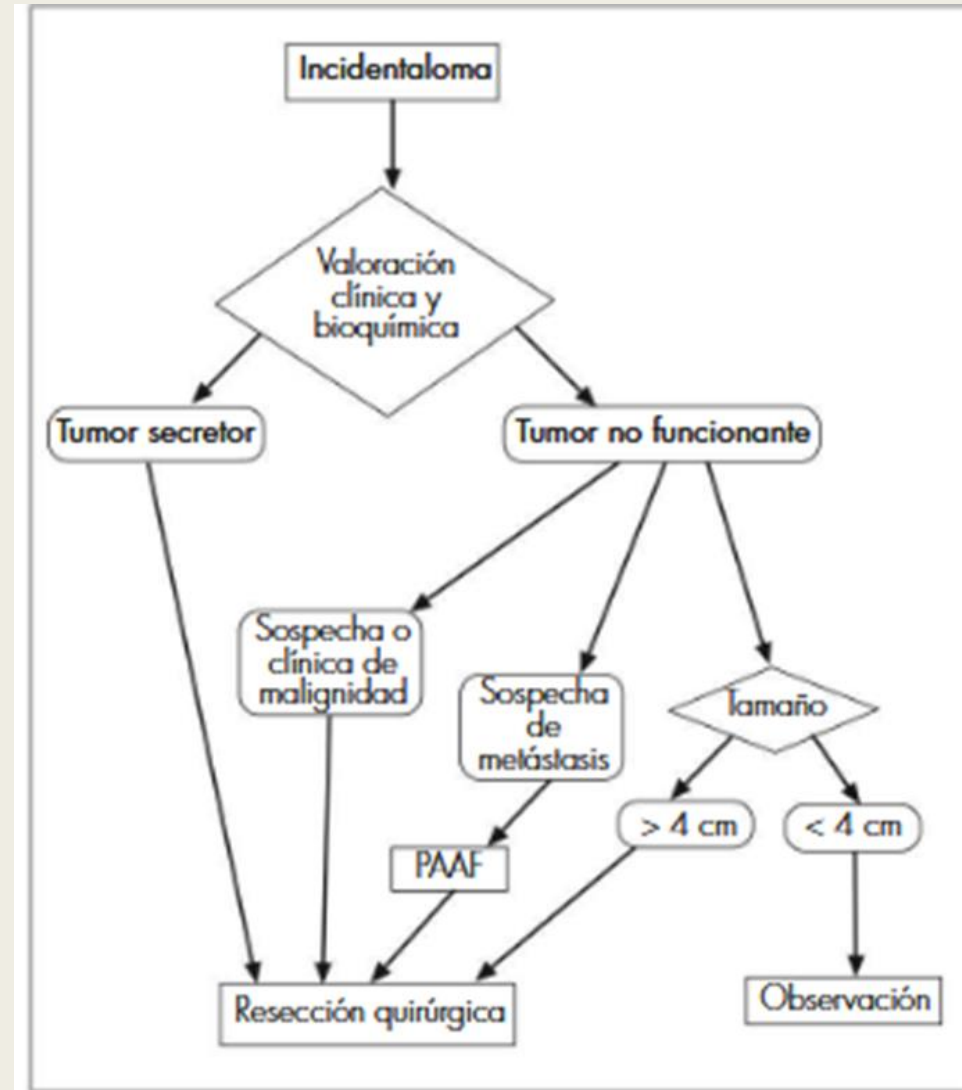 Incidentaloma
Valoración
clínica y
bioquímica
Tumor secretor
Tumor no funcionante
Sospecha o
clínica de
malignidad
Sospecha
de
metástasis
Tamaño
> 4 cm
< 4 cm
PAAF
Resección quirúrgica
Observación